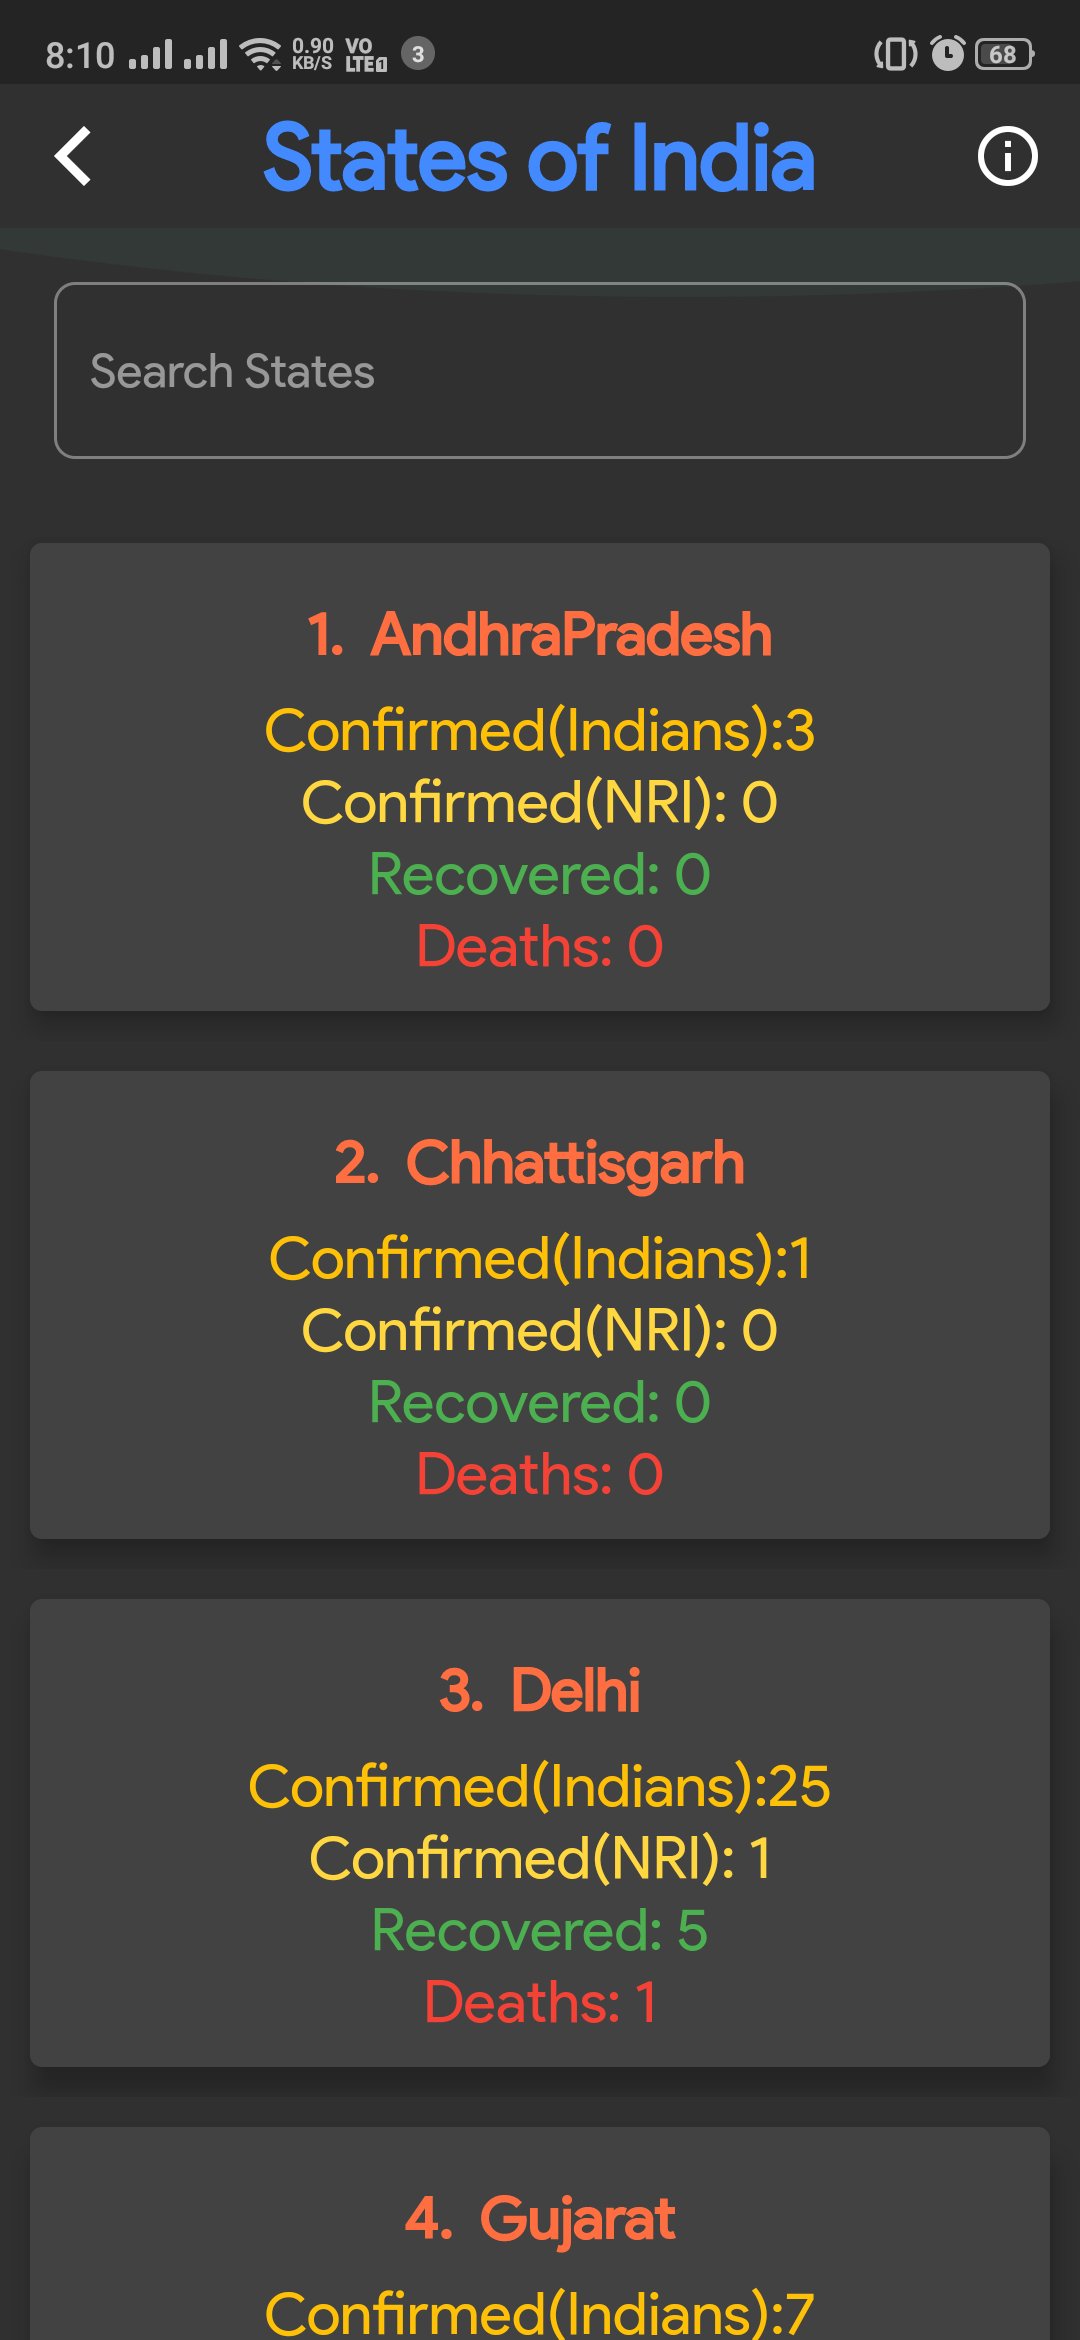 8:10 0.90 KB/S VO LTE 1 3 68
States of India
Search States
1. AndhraPradesh
Confirmed(Indians):3
Confirmed(NRI): 0
Recovered: 0
Deaths: 0
2. Chhattisgarh
Confirmed(Indians):1
Confirmed(NRI): 0
Recovered: 0
Deaths: 0
3. Delhi
Confirmed(Indians):25
Confirmed(NRI): 1
Recovered: 5
Deaths: 1
4. Gujarat
Confirmed(Indians):7